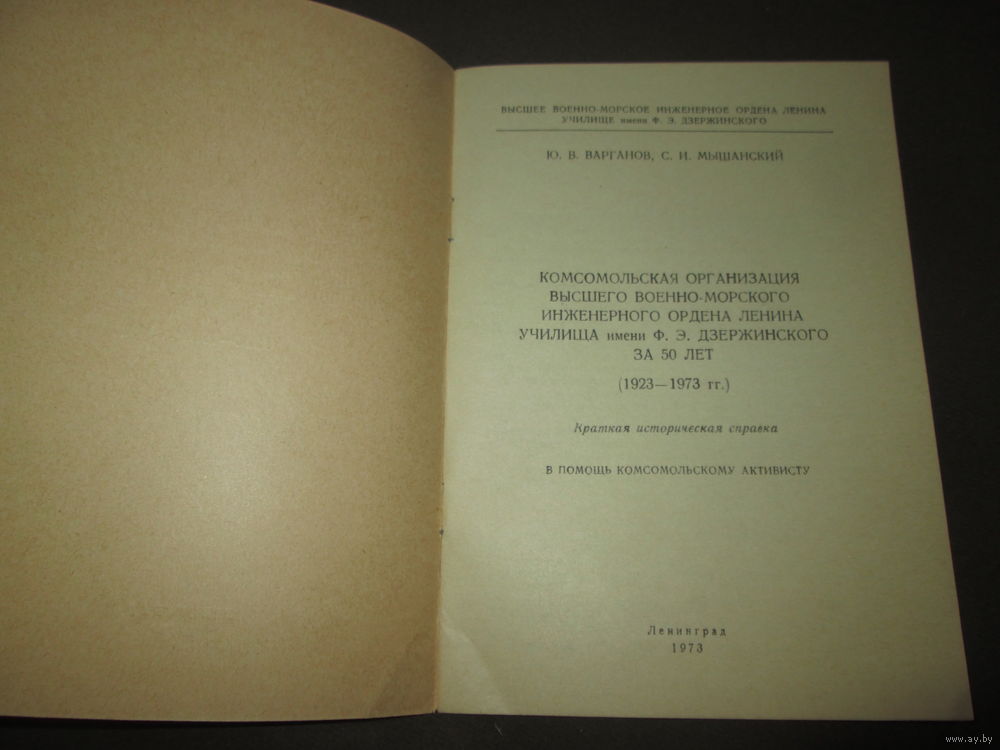 ВЫСШЕЕ ВОЕННО-МОРСКОЕ ИНЖЕНЕРНОЕ ОРДЕНА ЛЕНИНА
УЧИЛИЩЕ имени Ф. Э. ДЗЕРЖИНСКОГО
Ю. В. ВАРГАНОВ, С. И. МЫШАНСКИЙ
КОМСОМОЛЬСКАЯ ОРГАНИЗАЦИЯ
ВЫСШЕГО ВОЕННО-МОРСКОГО
ИНЖЕНЕРНОГО ОРДЕНА ЛЕНИНА
УЧИЛИЩА имени Ф. Э. ДЗЕРЖИНСКОГО
ЗА 50 ЛЕТ
(1923—1973 гг.)
Краткая историческая справка
В ПОМОЩЬ КОМСОМОЛЬСКОМУ АКТИВИСТУ
Ленинград
1973
www.ay.by